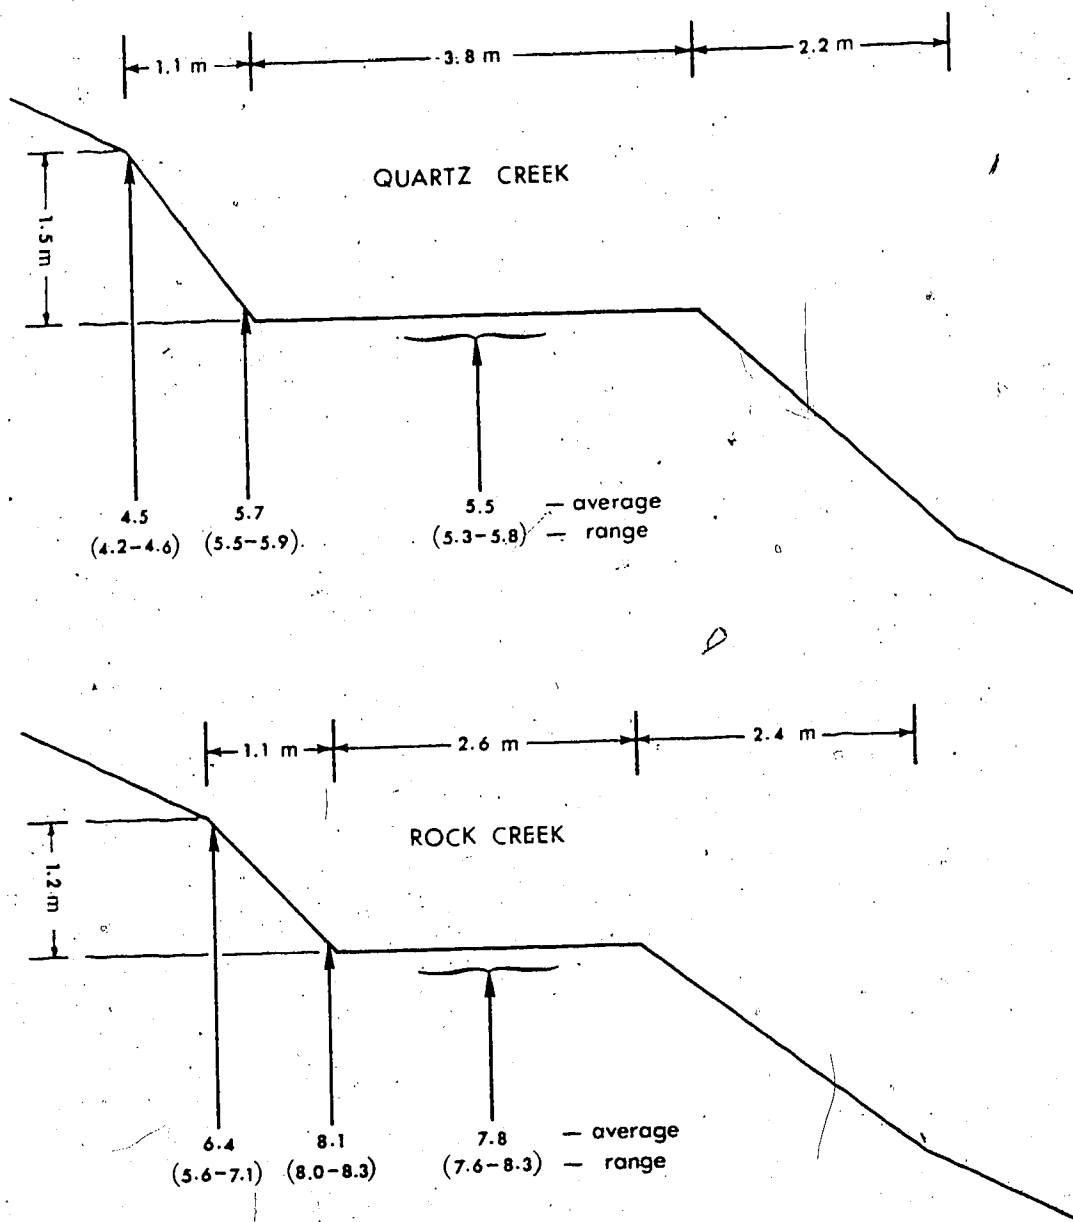 1.1 m 3.8 m 2.2 m
QUARTZ CREEK
1.5 m
4.5 5.7 5.5 — average
(4.2-4.6) (5.5-5.9) (5.3-5.8) — range
1.1 m 2.6 m 2.4 m
ROCK CREEK
1.2 m
6.4 8.1 7.8 — average
(5.6-7.1) (8.0-8.3) (7.6-8.3) — range